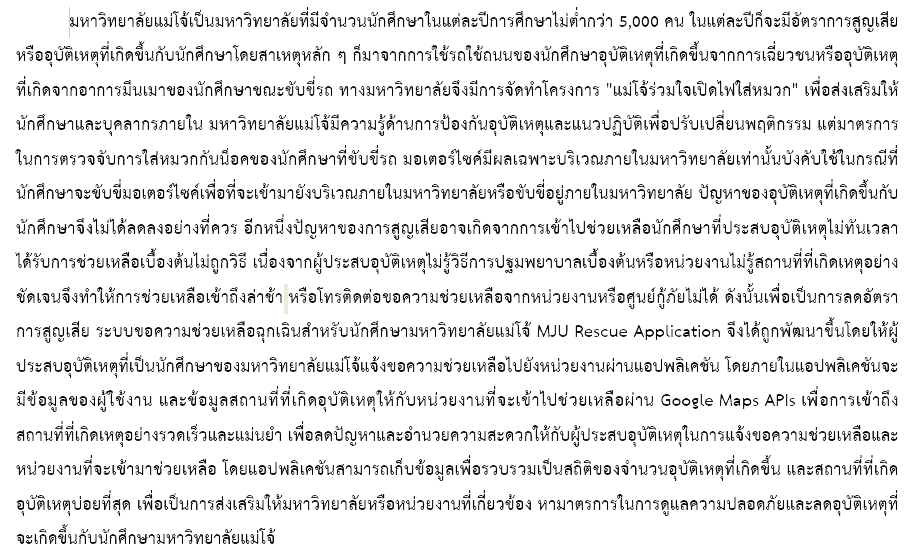 มหาวิทยาลัยแม่โจ้เป็นมหาวิทยาลัยที่มีจำนวนนักศึกษาในแต่ละปีการศึกษาไม่ต่ำกว่า 5,000 คน ในแต่ละปีก็จะมีอัตราการสูญเสีย
หรืออุบัติเหตุที่เกิดขึ้นกับนักศึกษาโดยสาเหตุหลัก ๆ ก็มาจากการใช้รถใช้ถนนของนักศึกษาอุบัติเหตุที่เกิดขึ้นจากการเฉี่ยวชนหรืออุบัติเหตุ
ที่เกิดจากอาการมึนเมาของนักศึกษาขณะขับขี่รถ ทางมหาวิทยาลัยจึงมีการจัดทำโครงการ "แม่โจ้ร่วมใจเปิดไฟใส่หมวก" เพื่อส่งเสริมให้
นักศึกษาและบุคลากรภายใน มหาวิทยาลัยแม่โจ้มีความรู้ด้านการป้องกันอุบัติเหตุและแนวปฏิบัติเพื่อปรับเปลี่ยนพฤติกรรม แต่มาตรการ
ในการตรวจจับการใส่หมวกกันน็อคของนักศึกษาที่ขับขี่รถ มอเตอร์ไซค์มีผลเฉพาะบริเวณภายในมหาวิทยาลัยเท่านั้นบังคับใช้ในกรณีที่
นักศึกษาจะขับขี่มอเตอร์ไซค์เพื่อที่จะเข้ามายังบริเวณภายในมหาวิทยาลัยหรือขับขี่อยู่ภายในมหาวิทยาลัย ปัญหาของอุบัติเหตุที่เกิดขึ้นกับ
นักศึกษาจึงไม่ได้ลดลงอย่างที่ควร อีกหนึ่งปัญหาของการสูญเสียอาจเกิดจากการเข้าไปช่วยเหลือนักศึกษาที่ประสบอุบัติเหตุไม่ทันเวลา
ได้รับการช่วยเหลือเบื้องต้นไม่ถูกวิธี เนื่องจากผู้ประสบอุบัติเหตุไม่รู้วิธีการปฐมพยาบาลเบื้องต้นหรือหน่วยงานไม่รู้สถานที่ที่เกิดเหตุอย่าง
ชัดเจนจึงทำให้การช่วยเหลือเข้าถึงล่าช้า หรือโทรติดต่อขอความช่วยเหลือจากหน่วยงานหรือศูนย์กู้ภัยไม่ได้ ดังนั้นเพื่อเป็นการลดอัตรา
การสูญเสีย ระบบขอความช่วยเหลือฉุกเฉินสำหรับนักศึกษามหาวิทยาลัยแม่โจ้ MJU Rescue Application จึงได้ถูกพัฒนาขึ้นโดยให้ผู้
ประสบอุบัติเหตุที่เป็นนักศึกษาของมหาวิทยาลัยแม่โจ้แจ้งขอความช่วยเหลือไปยังหน่วยงานผ่านแอปพลิเคชัน โดยภายในแอปพลิเคชันจะ
มีข้อมูลของผู้ใช้งาน และข้อมูลสถานที่ที่เกิดอุบัติเหตุให้กับหน่วยงานที่จะเข้าไปช่วยเหลือผ่าน Google Maps APIs เพื่อการเข้าถึง
สถานที่ที่เกิดเหตุอย่างรวดเร็วและแม่นยำ เพื่อลดปัญหาและอำนวยความสะดวกให้กับผู้ประสบอุบัติเหตุในการแจ้งขอความช่วยเหลือและ
หน่วยงานที่จะเข้ามาช่วยเหลือ โดยแอปพลิเคชันสามารถเก็บข้อมูลเพื่อรวบรวมเป็นสถิติของจำนวนอุบัติเหตุที่เกิดขึ้น และสถานที่ที่เกิด
อุบัติเหตุบ่อยที่สุด เพื่อเป็นการส่งเสริมให้มหาวิทยาลัยหรือหน่วยงานที่เกี่ยวข้อง หามาตรการในการดูแลความปลอดภัยและลดอุบัติเหตุที่
จะเกิดขึ้นกับนักศึกษามหาวิทยาลัยแม่โจ้